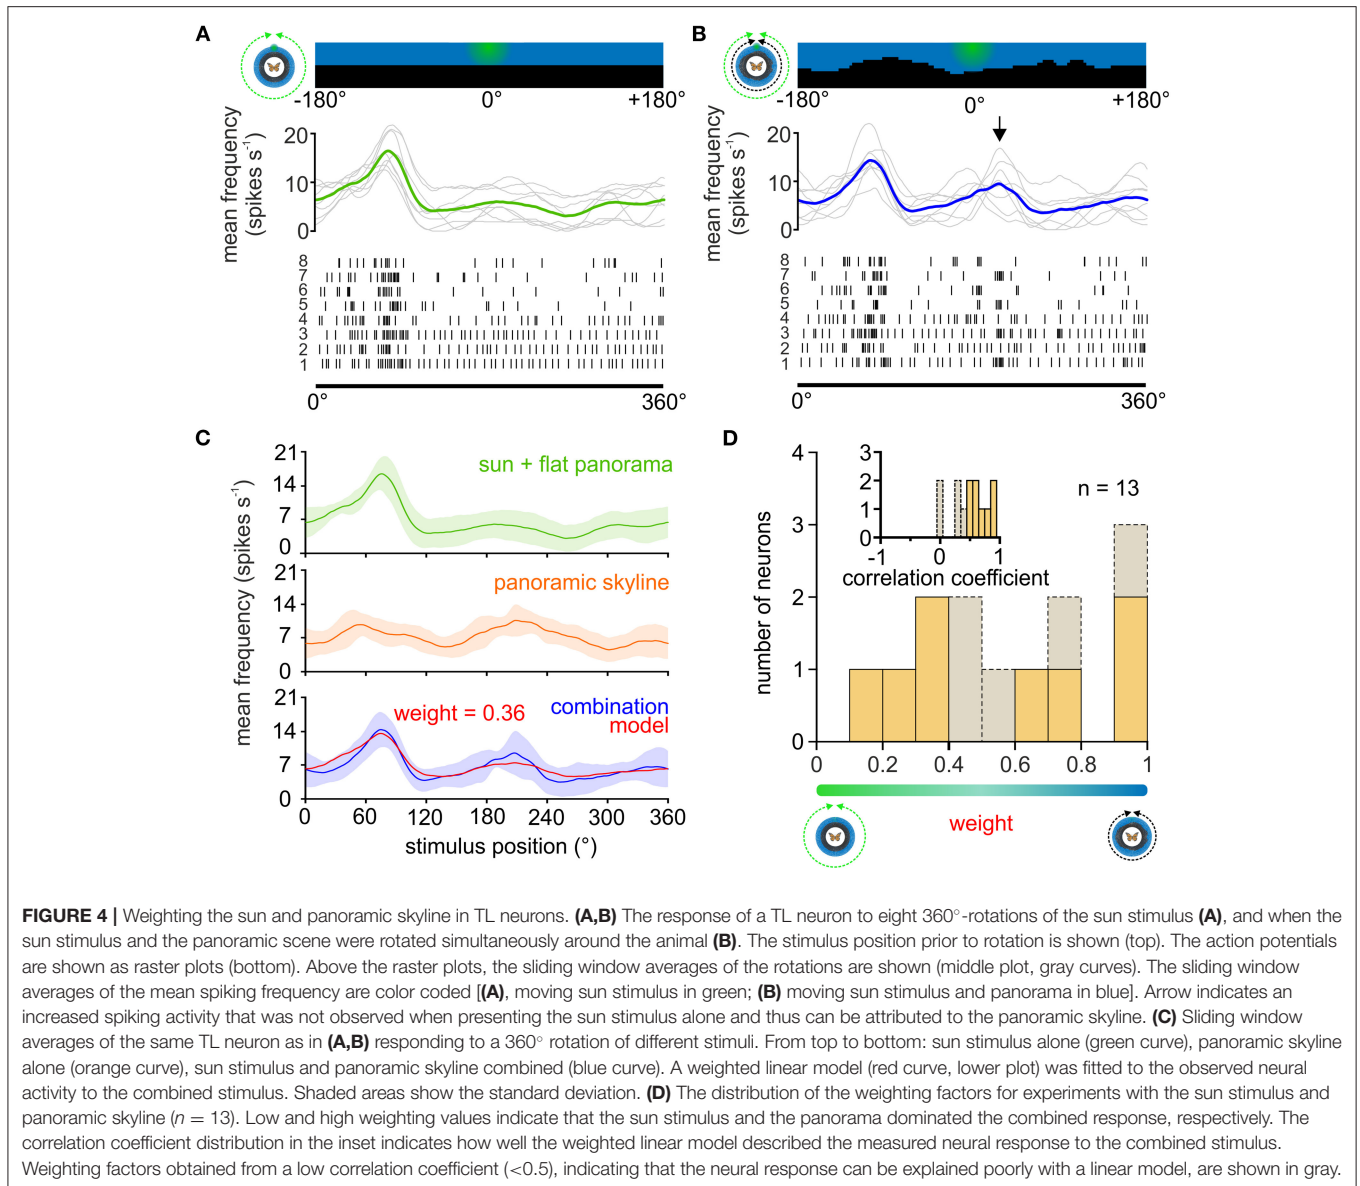 A
B
-180°
0°
+180°
-180°
0°
+180°
mean frequency
(spikes s⁻¹)
20
10
0
mean frequency
(spikes s⁻¹)
20
10
0
8
7
6
5
4
3
2
1
8
7
6
5
4
3
2
1
0°
360°
0°
360°
C
mean frequency (spikes s⁻¹)
21
14
7
0
sun + flat panorama
21
14
7
0
panoramic skyline
21
14
7
0
weight = 0.36
combination
model
0
60
120
180
240
300
360
stimulus position (°)
D
number of neurons
4
3
2
1
0
3
2
1
0
-1
0
1
correlation coefficient
n = 13
0
0.2
0.4
0.6
0.8
1
weight
FIGURE 4 | Weighting the sun and panoramic skyline in TL neurons. (A,B) The response of a TL neuron to eight 360°-rotations of the sun stimulus (A), and when the
sun stimulus and the panoramic scene were rotated simultaneously around the animal (B). The stimulus position prior to rotation is shown (top). The action potentials
are shown as raster plots (bottom). Above the raster plots, the sliding window averages of the rotations are shown (middle plot, gray curves). The sliding window
averages of the mean spiking frequency are color coded [(A), moving sun stimulus in green; (B) moving sun stimulus and panorama in blue]. Arrow indicates an
increased spiking activity that was not observed when presenting the sun stimulus alone and thus can be attributed to the panoramic skyline. (C) Sliding window
averages of the same TL neuron as in (A,B) responding to a 360° rotation of different stimuli. From top to bottom: sun stimulus alone (green curve), panoramic skyline
alone (orange curve), sun stimulus and panoramic skyline combined (blue curve). A weighted linear model (red curve, lower plot) was fitted to the observed neural
activity to the combined stimulus. Shaded areas show the standard deviation. (D) The distribution of the weighting factors for experiments with the sun stimulus and
panoramic skyline (n = 13). Low and high weighting values indicate that the sun stimulus and the panorama dominated the combined response, respectively. The
correlation coefficient distribution in the inset indicates how well the weighted linear model described the measured neural response to the combined stimulus.
Weighting factors obtained from a low correlation coefficient (<0.5), indicating that the neural response can be explained poorly with a linear model, are shown in gray.